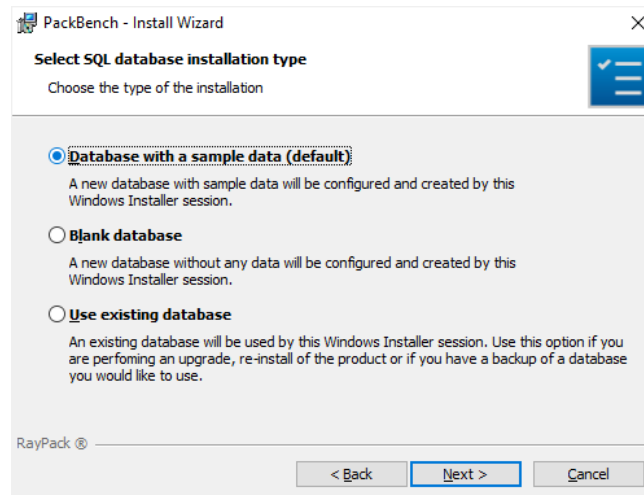 PackBench - Install Wizard
Select SQL database installation type
Choose the type of the installation
Database with a sample data (default)
A new database with sample data will be configured and created by this
Windows Installer session.
Blank database
A new database without any data will be configured and created by this
Windows Installer session.
Use existing database
An existing database will be used by this Windows Installer session. Use this option if you
are perfoming an upgrade, re-install of the product or if you have a backup of a database
you would like to use.
RayPack ®
< Back Next > Cancel